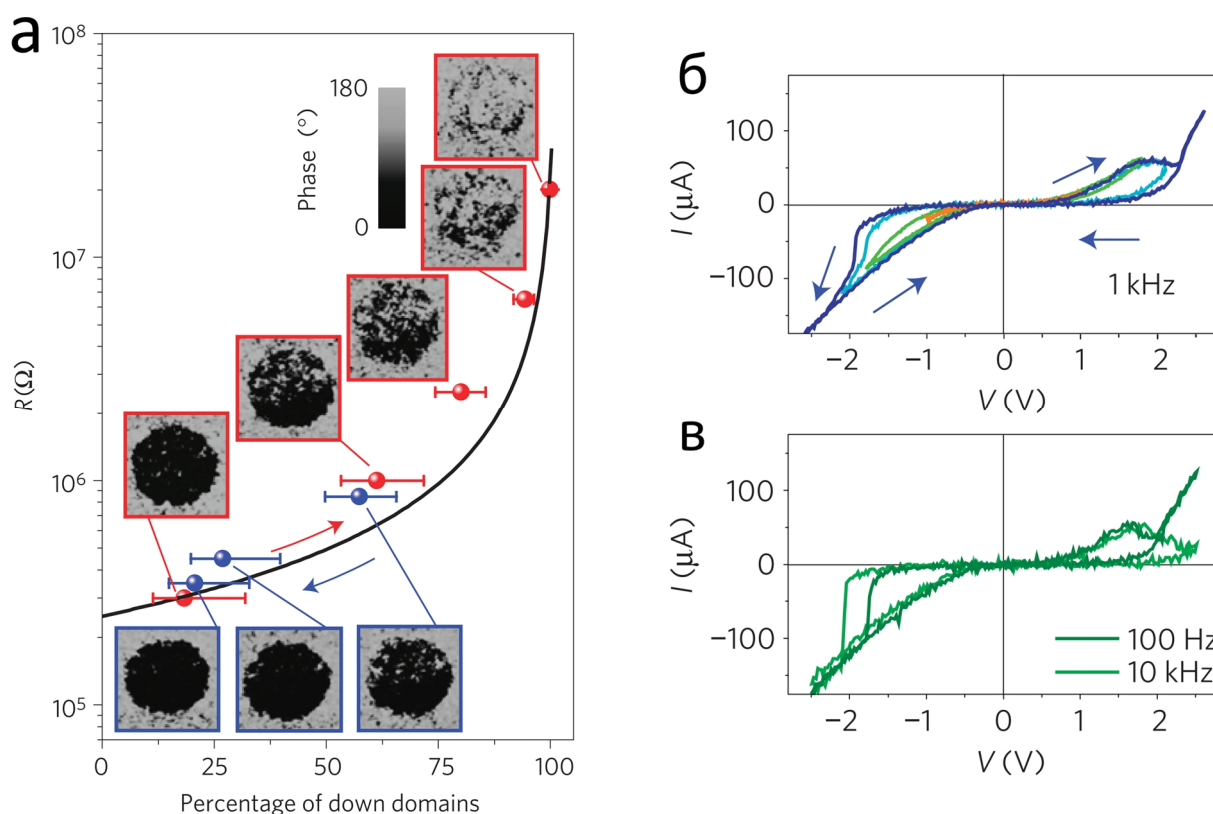 а
10⁸
10⁷
10⁶
10⁵
R (Ω)
Phase (°)
180
0
0
25
50
75
100
Percentage of down domains
б
100
0
−100
I (μA)
1 kHz
−2
−1
0
1
2
V (V)
в
100
0
−100
I (μA)
100 Hz
10 kHz
−2
−1
0
1
2
V (V)